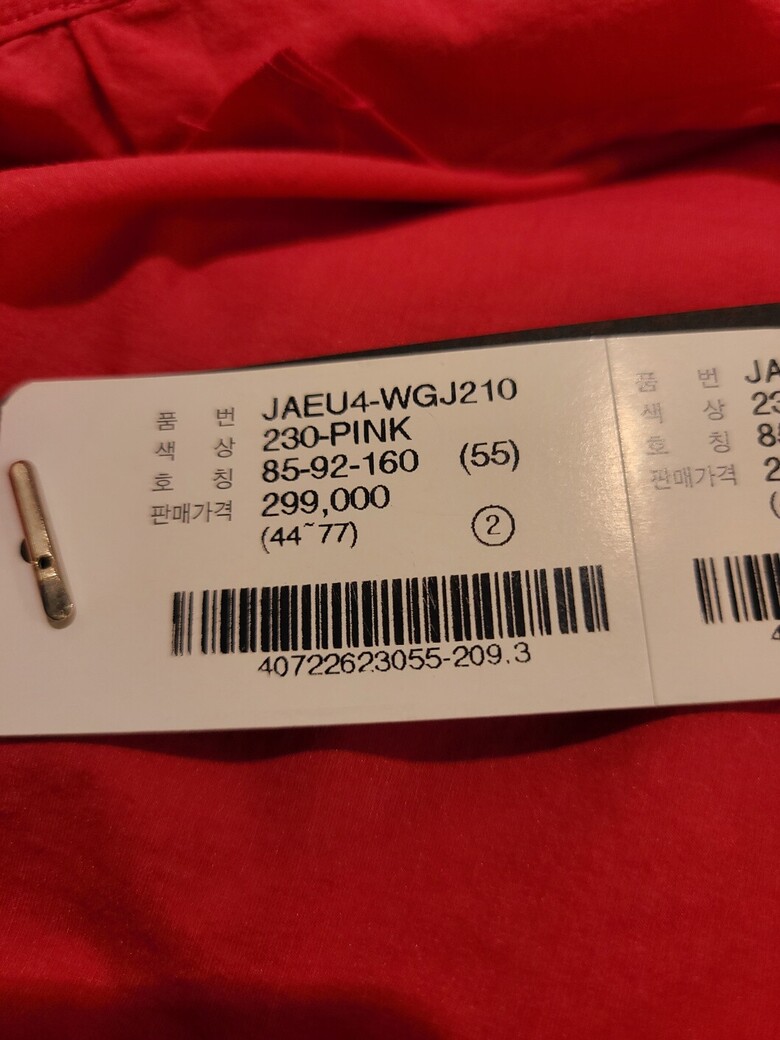 품 번 JAEU4-WGJ210
색 상 230-PINK
호 칭 85-92-160 (55)
판매가격 299,000
(44~77) ②
40722623055-209.3
품 번 JA
색 상 23
호 칭 8
판매가격 2
(
4